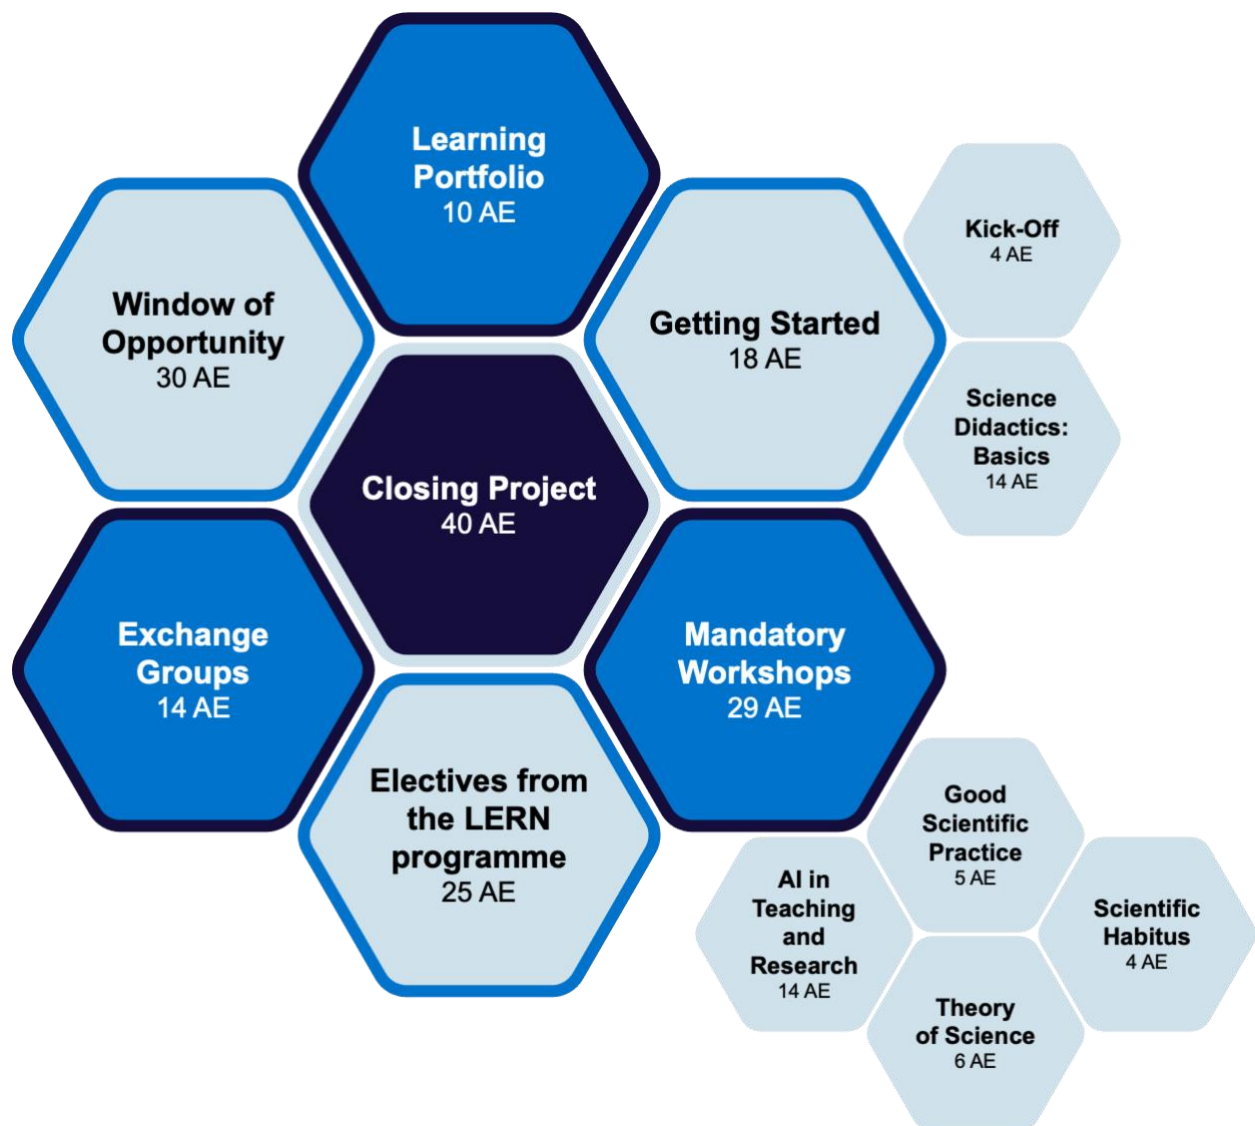 Learning
Portfolio
10 AE
Window of
Opportunity
30 AE
Getting Started
18 AE
Kick-Off
4 AE
Science
Didactics:
Basics
14 AE
Closing Project
40 AE
Exchange
Groups
14 AE
Mandatory
Workshops
29 AE
Electives from
the LERN
programme
25 AE
Good
Scientific
Practice
5 AE
AI in
Teaching
and
Research
14 AE
Scientific
Habitus
4 AE
Theory
of Science
6 AE